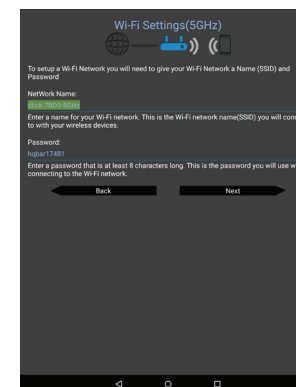 Wi-Fi Settings(5GHz)
To setup a Wi-Fi Network you will need to give your Wi-Fi Network a Name (SSID) and
Password
NetWork Name:
dlink-7BD0-5GHz
Enter a name for your Wi-Fi network. This is the Wi-Fi network name(SSID) you will conn
to with your wireless devices.
Password:
hqbar17481
Enter a password that is at least 8 characters long. This is the password you will use w
connecting to the Wi-Fi network.
Back
Next